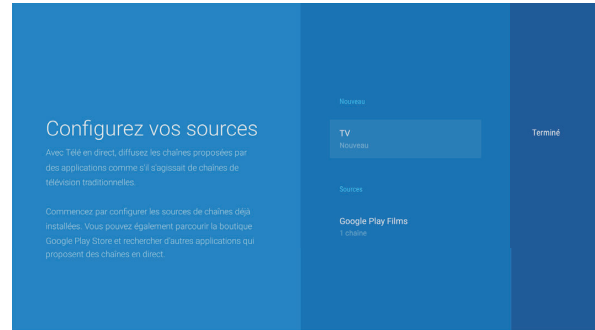 Configurez vos sources
Avec Télé en direct, diffusez les chaînes proposées par
des applications comme s'il s'agissait de chaînes de
télévision traditionnelles.
Commencez par configurer les sources de chaînes déjà
installées. Vous pouvez également parcourir la boutique
Google Play Store et rechercher d'autres applications qui
proposent des chaînes en direct.
Nouveau
TV
Nouveau
Sources
Google Play Films
1 chaîne
Terminé